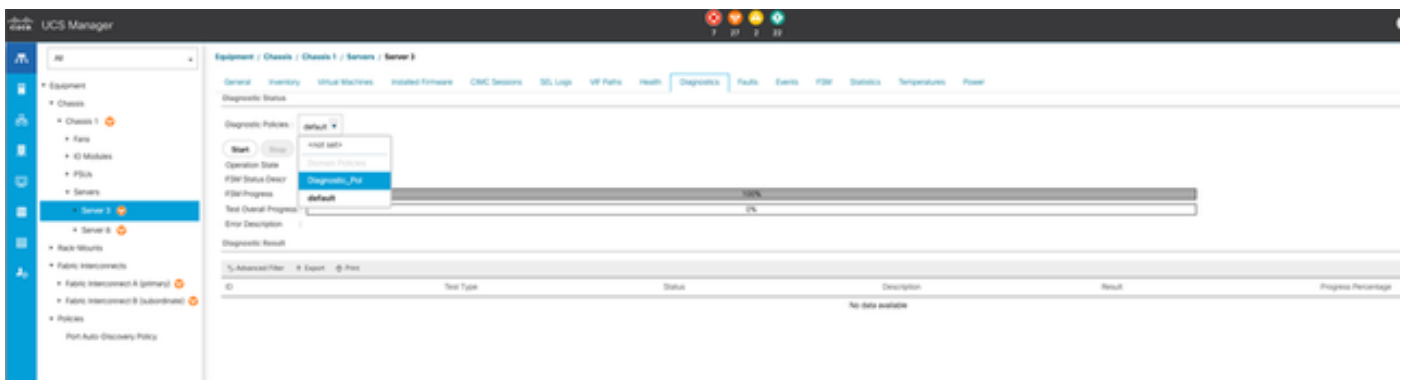 cisco UCS Manager
7 27 2 22
All
Equipment / Chassis / Chassis 1 / Servers / Server 3
General Inventory Virtual Machines Installed Firmware CIMC Sessions SEL Logs VIF Paths Health Diagnostics Faults Events FSM Statistics Temperatures Power
Equipment
Chassis
Chassis 1
Fans
IO Modules
PSUs
Servers
Server 3
Server 8
Rack-Mounts
Fabric Interconnects
Fabric Interconnect A (primary)
Fabric Interconnect B (subordinate)
Policies
Port Auto-Discovery Policy
Diagnostic Status
Diagnostic Policies : default
<not set>
Domain Policies
Diagnostic_Pol
default
Start Stop
Operation State
FSM Status Descr
FSM Progress 100%
Test Overall Progress : 0%
Error Description :
Diagnostic Result
Advanced Filter Export Print
ID Test Type Status Description Result Progress Percentage
No data available